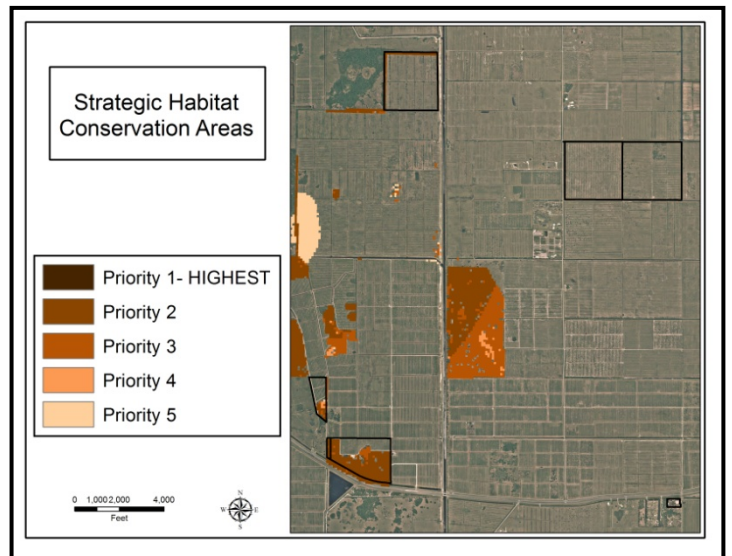 Strategic Habitat
Conservation Areas
Priority 1- HIGHEST
Priority 2
Priority 3
Priority 4
Priority 5
0 1,000 2,000 4,000
Feet
N
W E
S